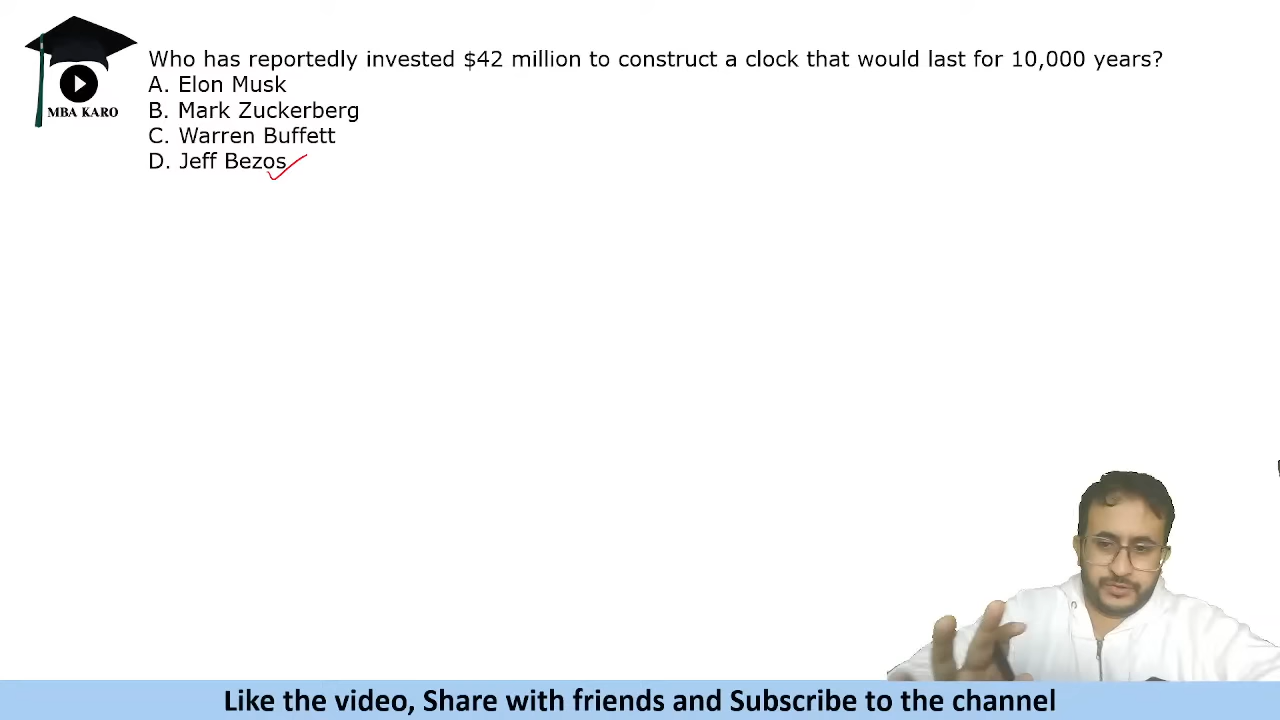 MBA KARO
Who has reportedly invested $42 million to construct a clock that would last for 10,000 years?
A. Elon Musk
B. Mark Zuckerberg
C. Warren Buffett
D. Jeff Bezos
Like the video, Share with friends and Subscribe to the channel